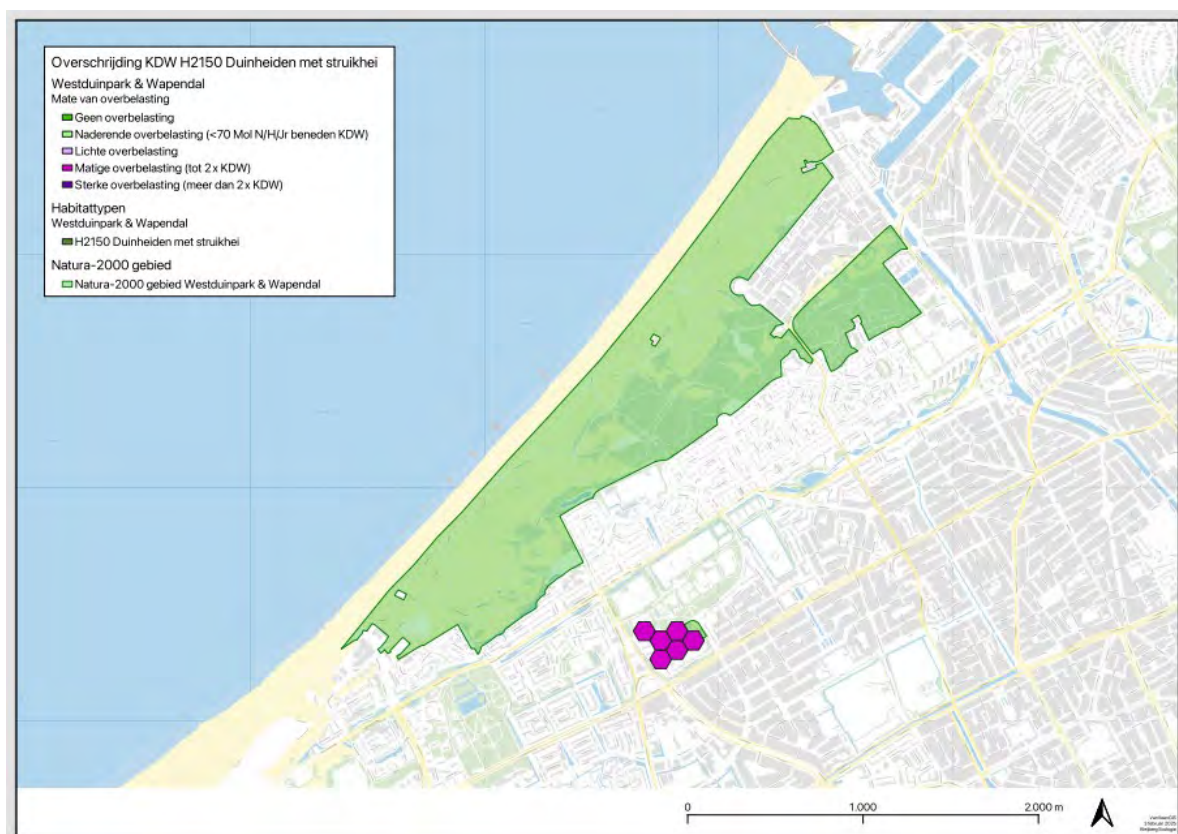 Overschrijding KDW H2150 Duinheiden met struikhei
Westduinpark & Wapendal
Mate van overbelasting
Geen overbelasting
Naderende overbelasting (<70 Mol N/H/Jr beneden KDW)
Lichte overbelasting
Matige overbelasting (tot 2 x KDW)
Sterke overbelasting (meer dan 2 x KDW)
Habitattypen
Westduinpark & Wapendal
H2150 Duinheiden met struikhei
Natura-2000 gebied
Natura-2000 gebied Westduinpark & Wapendal
0 1.000 2.000 m